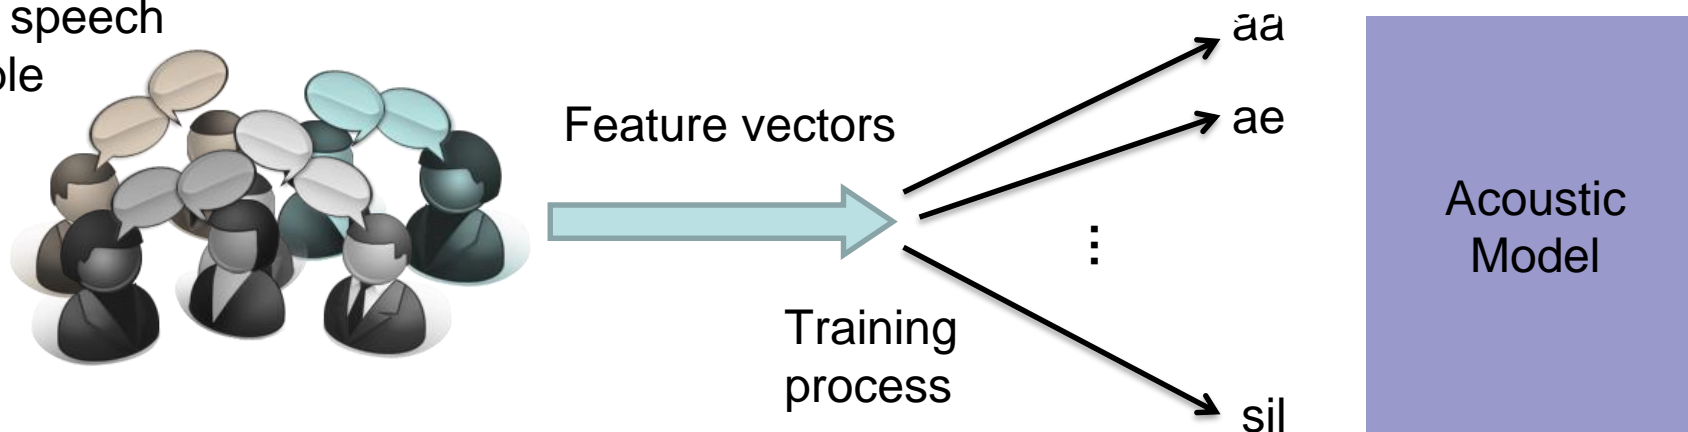 speech
Feature vectors
aa
ae
Acoustic
Model
⋮
Training
process
sil